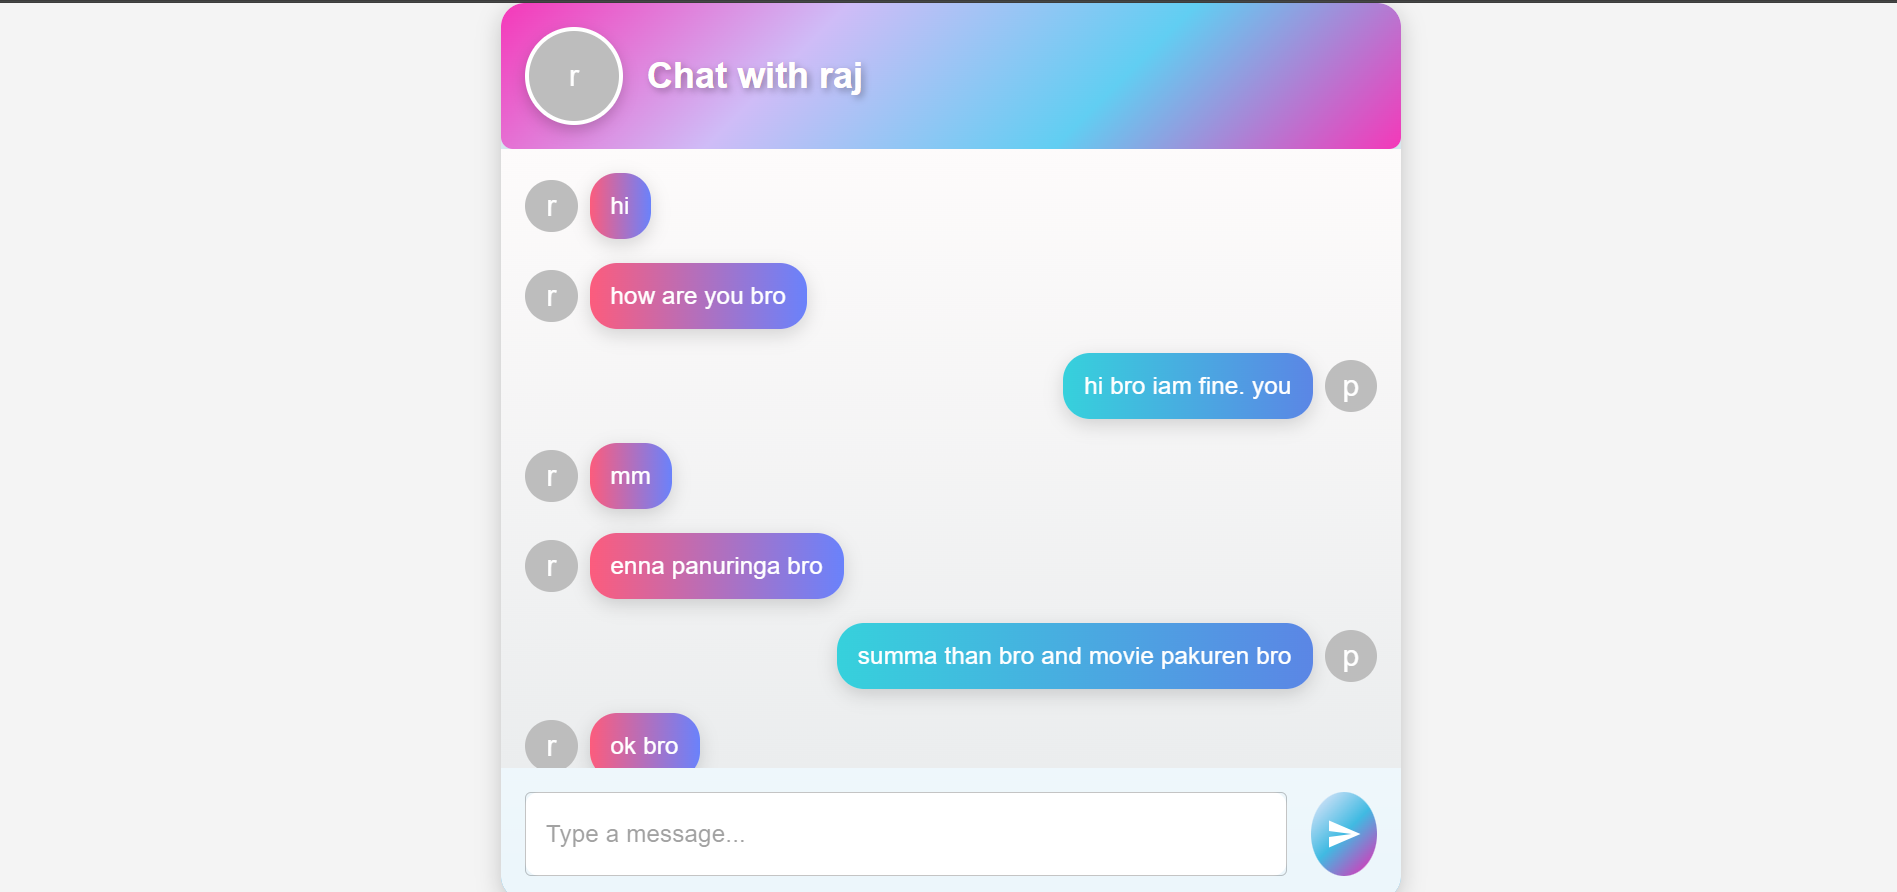 r
Chat with raj
r
hi
r
how are you bro
hi bro iam fine. you
p
r
mm
r
enna panuringa bro
summa than bro and movie pakuren bro
p
r
ok bro
Type a message...